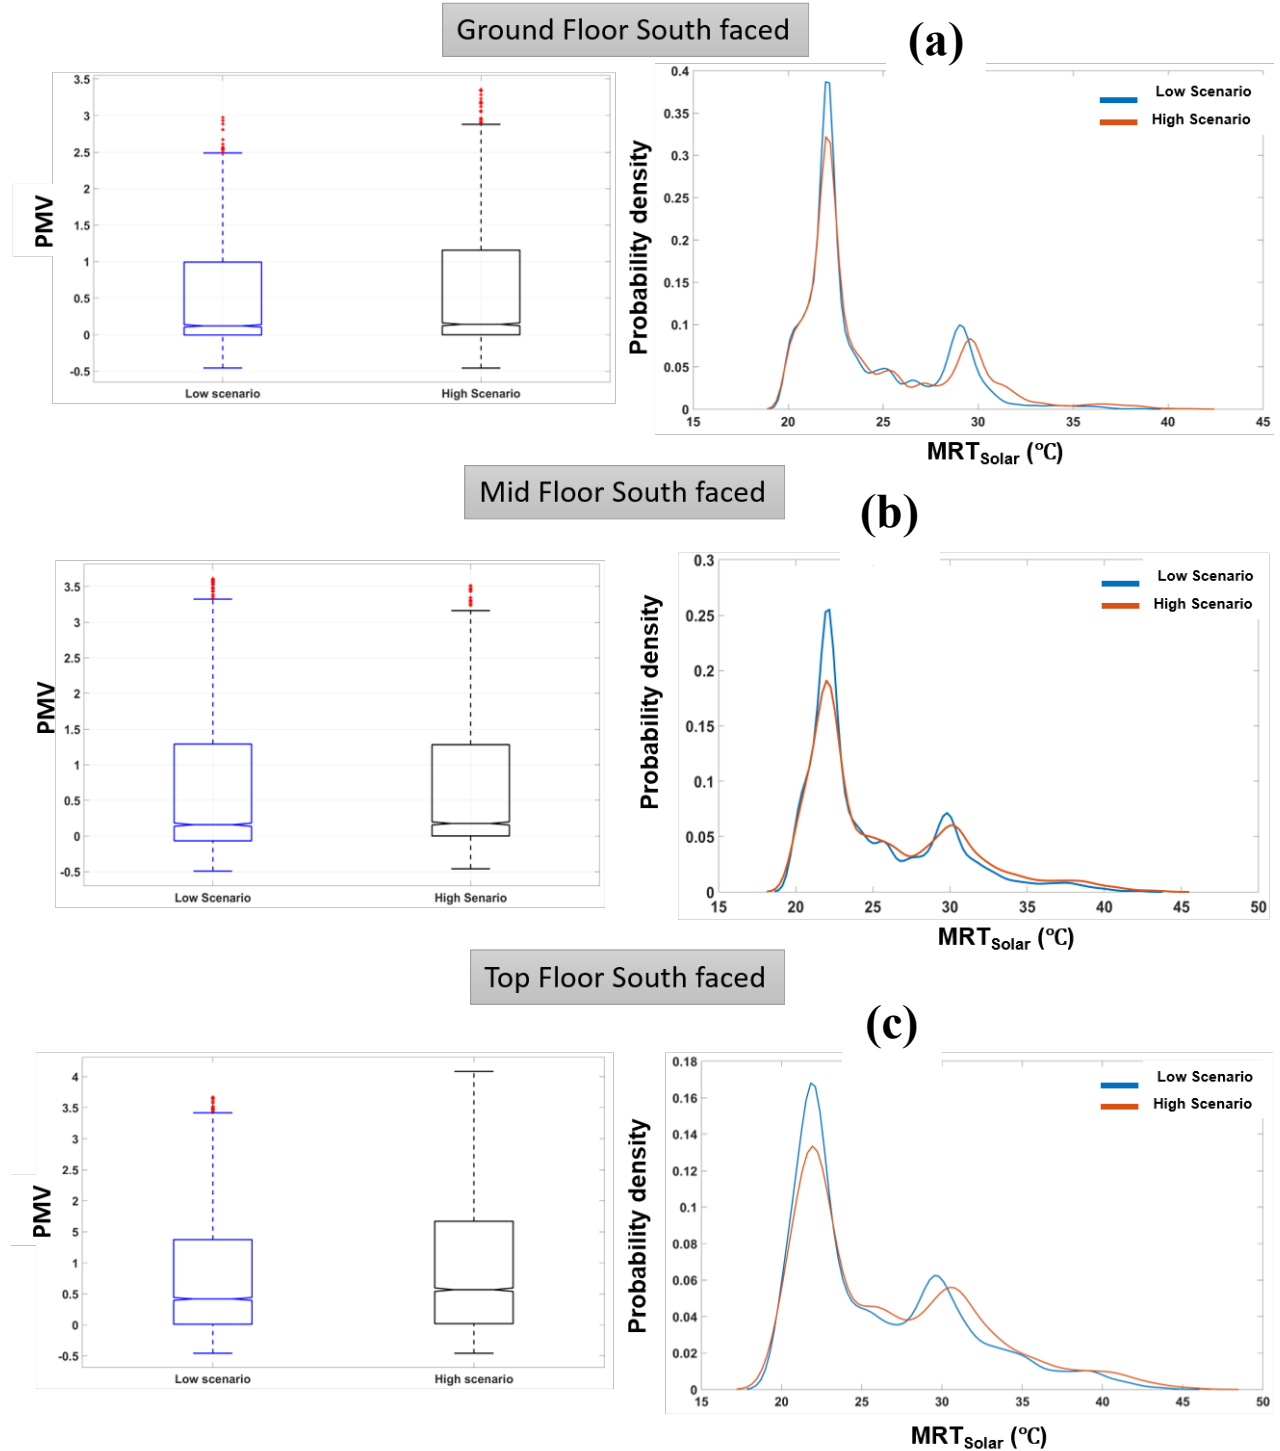 Ground Floor South faced
(a)
3.5
3
2.5
2
1.5
1
0.5
0
-0.5
PMV
Low scenario
High Scenario
0.4
0.35
0.3
0.25
0.2
0.15
0.1
0.05
0
Probability density
Low Scenario
High Scenario
15
20
25
30
35
40
45
MRTSolar (°C)
Mid Floor South faced
(b)
3.5
3
2.5
2
1.5
1
0.5
0
-0.5
PMV
Low Scenario
High Senario
0.3
0.25
0.2
0.15
0.1
0.05
0
Probability density
Low Scenario
High Scenario
15
20
25
30
35
40
45
50
MRTSolar (°C)
Top Floor South faced
(c)
4
3.5
3
2.5
2
5
1
0.5
0
-0.5
PMV
Low scenario
High scenario
0.18
0.16
0.14
0.12
0.1
0.08
0.06
0.04
0.02
0
Probability density
Low Scenario
High Scenario
15
20
25
30
35
40
45
50
MRTSolar (°C)